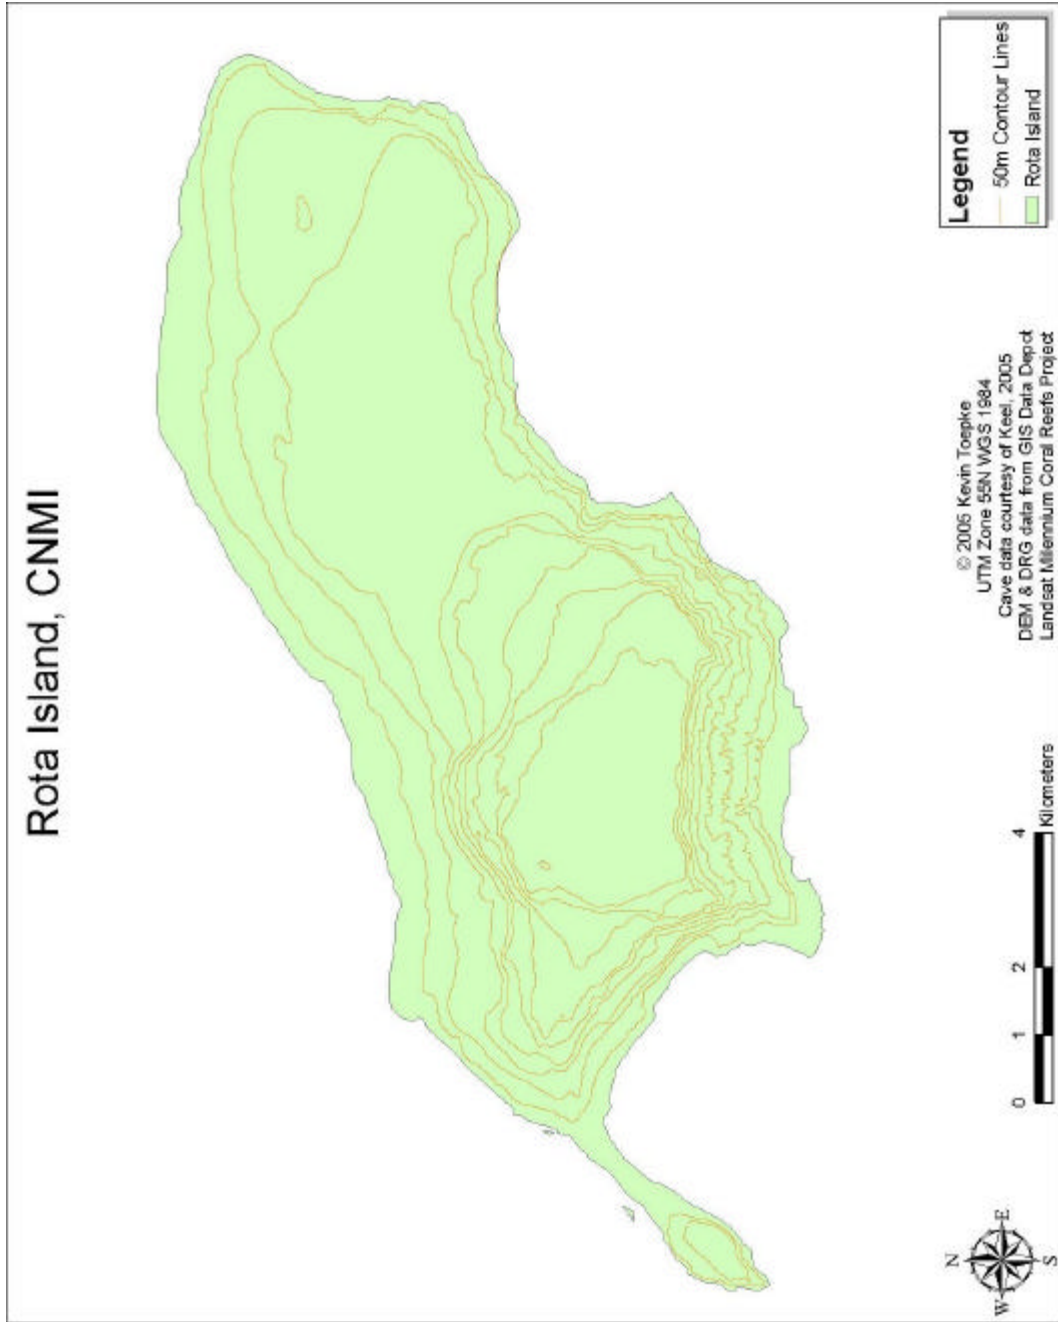 Rota Island, CNMI
Legend
50m Contour Lines
Rota Island
© 2005 Kevin Toepke
UTM Zone 55N WGS 1984
Cave data courtesy of Keel, 2005
DEM & DRG data from GIS Data Depot
Landsat Millennium Coral Reefs Project
0 1 2 4
Kilometers
N
W E
S